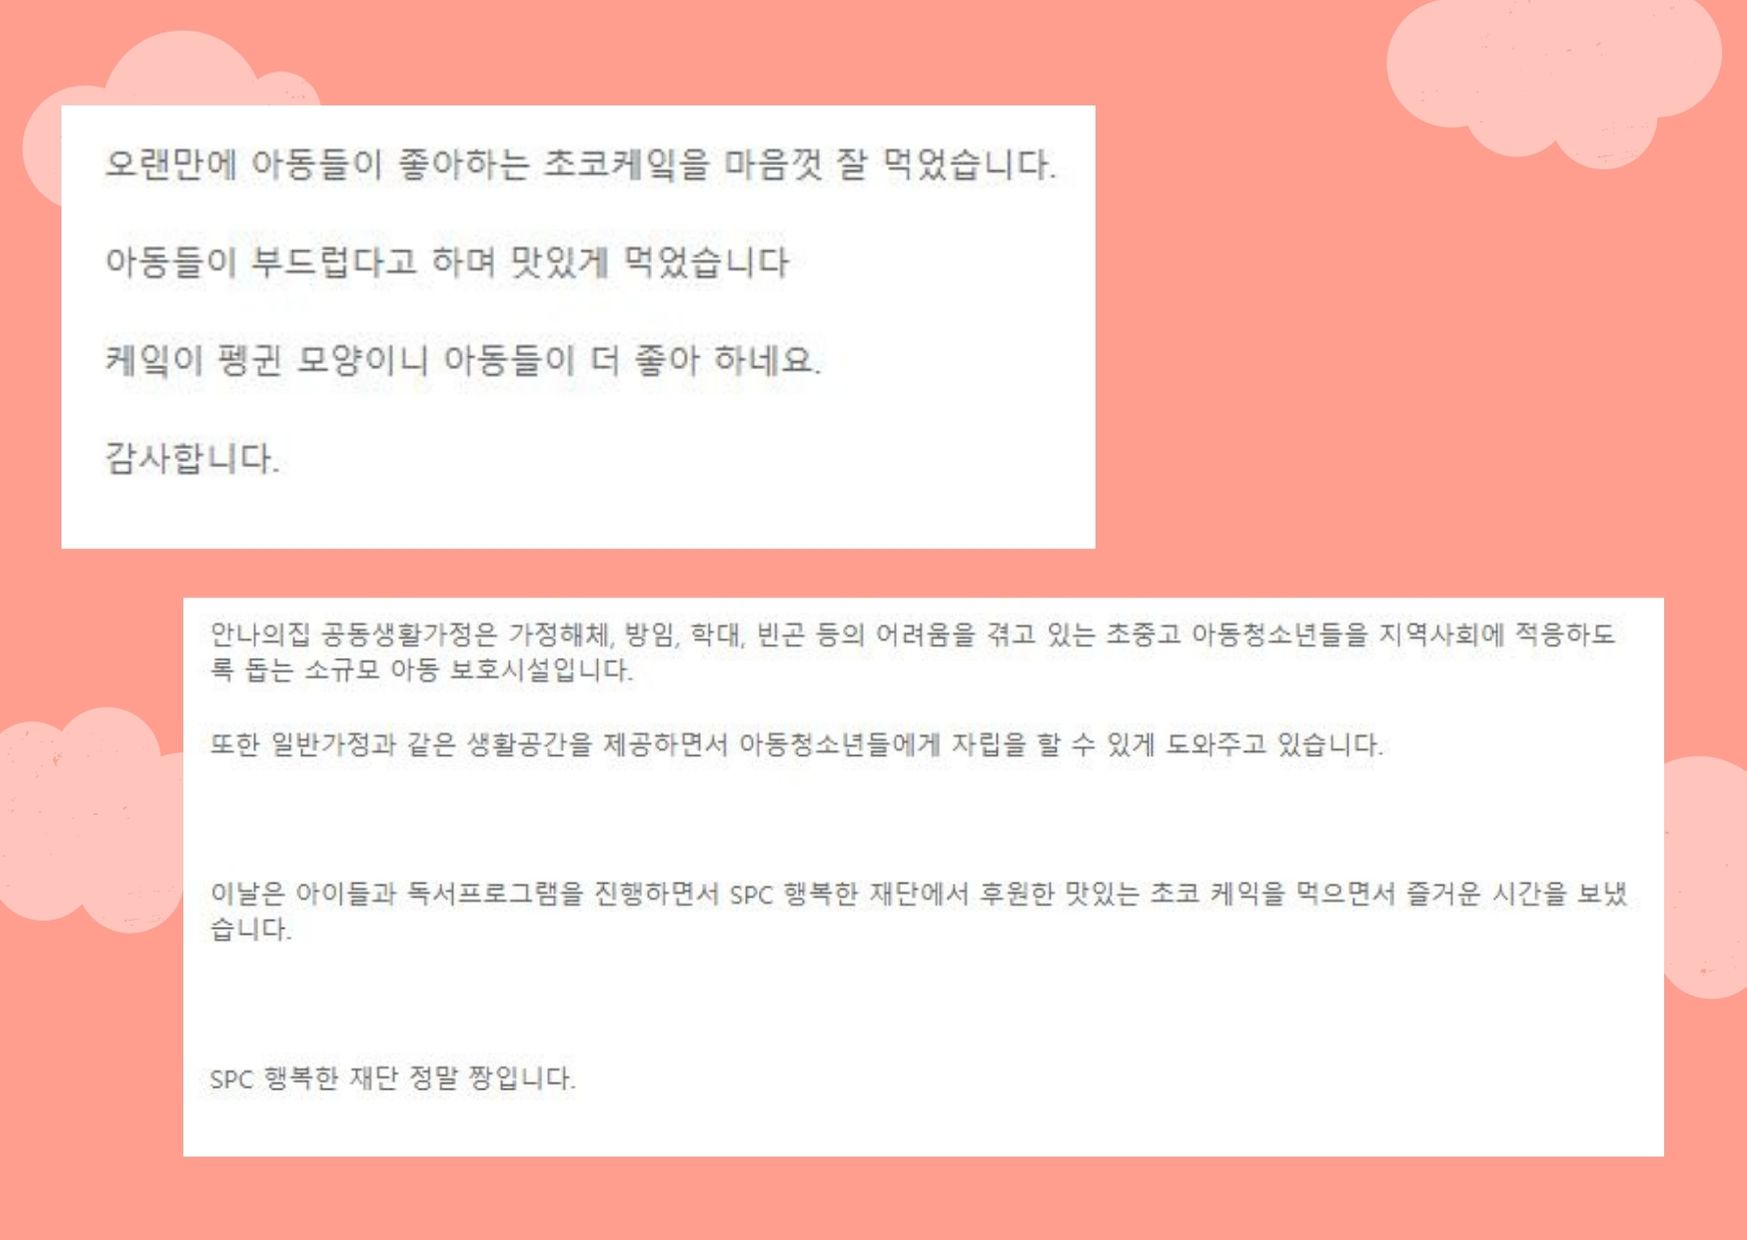 오랜만에 아동들이 좋아하는 초코케잌을 마음껏 잘 먹었습니다.
아동들이 부드럽다고 하며 맛있게 먹었습니다
케잌이 펭귄 모양이니 아동들이 더 좋아 하네요.
감사합니다.
안나의집 공동생활가정은 가정해체, 방임, 학대, 빈곤 등의 어려움을 겪고 있는 초중고 아동청소년들을 지역사회에 적응하도
록 돕는 소규모 아동 보호시설입니다.
또한 일반가정과 같은 생활공간을 제공하면서 아동청소년들에게 자립을 할 수 있게 도와주고 있습니다.
이날은 아이들과 독서프로그램을 진행하면서 SPC 행복한 재단에서 후원한 맛있는 초코 케익을 먹으면서 즐거운 시간을 보냈
습니다.
SPC 행복한 재단 정말 짱입니다.